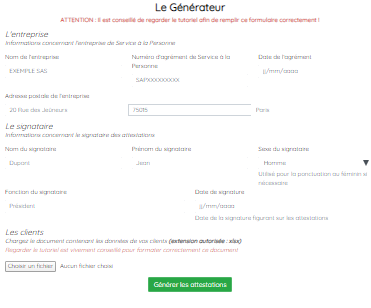 Le Générateur
ATTENTION : Il est conseillé de regarder le tutoriel afin de remplir ce formulaire correctement !
L'entreprise
Informations concernant l'entreprise de Service à la Personne
Nom de l'entreprise
Numéro d'agrément de Service à la Personne
Date de l'agrément
EXEMPLE SAS
SAPXXXXXXXXX
jj/mm/aaaa
Adresse postale de l'entreprise
20 Rue des Jeûneurs
75015
Paris
Le signataire
Informations concernant le signataire des attestations
Nom du signataire
Prénom du signataire
Sexe du signataire
Dupont
Jean
Homme
Utilisé pour la ponctuation au féminin si nécessaire
Fonction du signataire
Date de signature
Président
jj/mm/aaaa
Date de la signature figurant sur les attestations
Les clients
Chargez le document contenant les données de vos clients (extension autorisée : xlsx)
Regarder le tutoriel est vivement conseillé pour formater correctement ce document
Choisir un fichier
Aucun fichier choisi
Générer les attestations